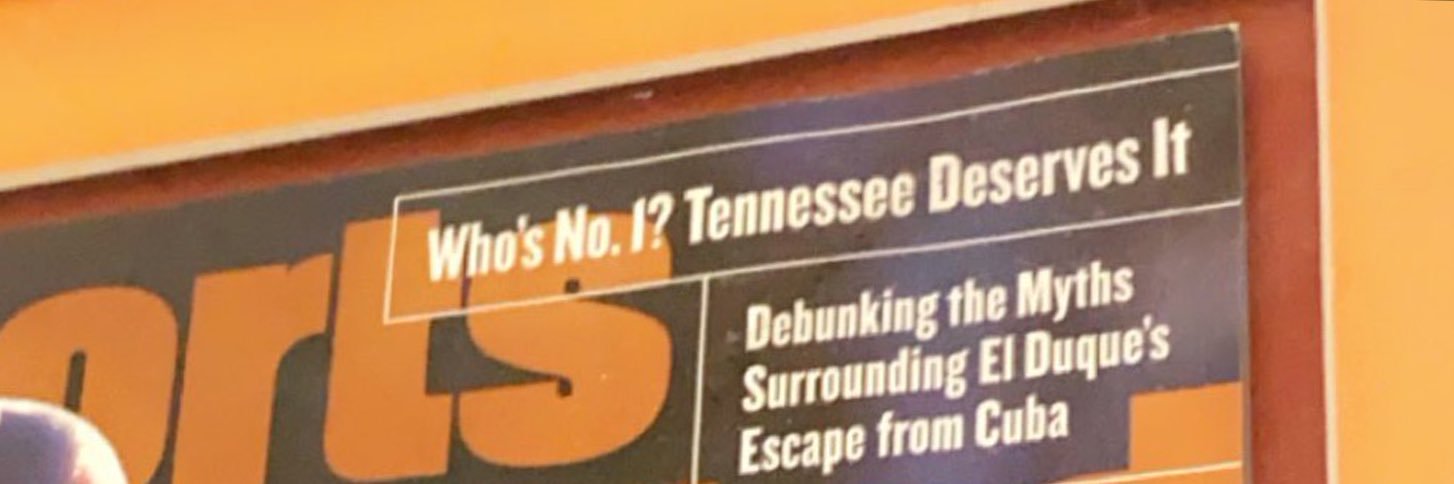 Who's No. 1? Tennessee Deserves It
orts
Debunking the Myths
Surrounding El Duque's
Escape from Cuba